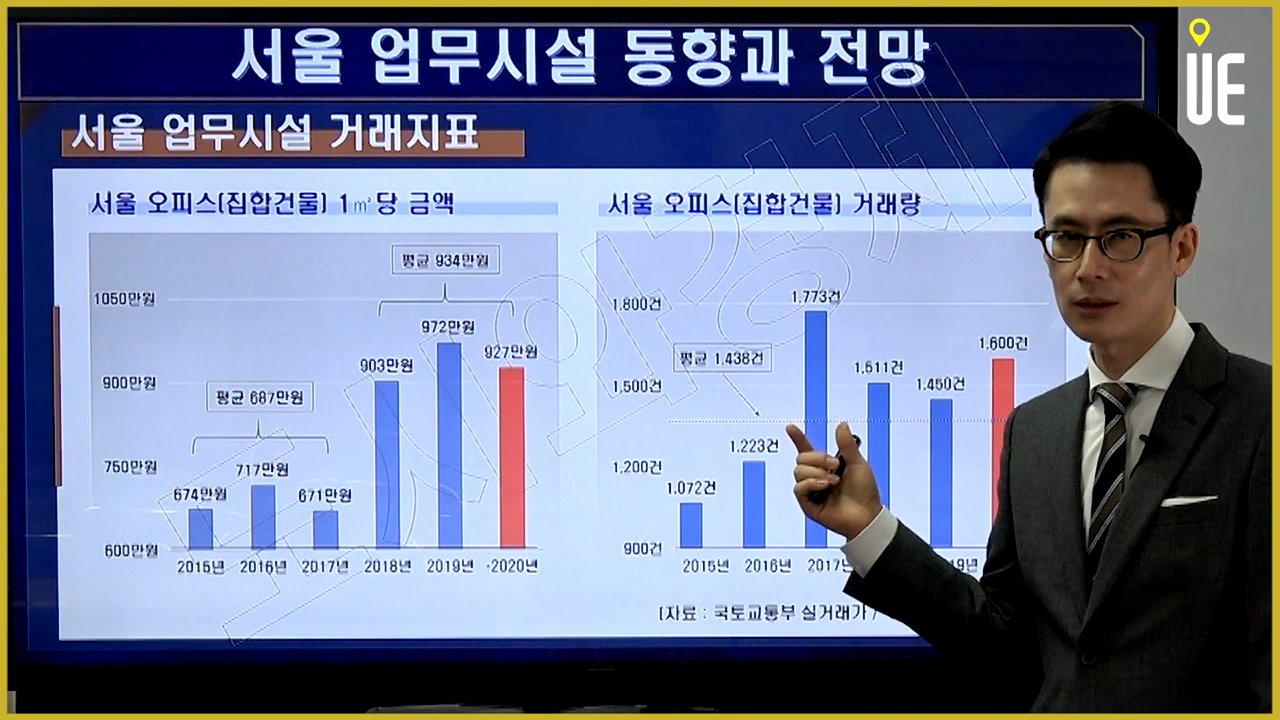 서울 업무시설 동향과 전망
UE
서울 업무시설 거래지표
서울 오피스(집합건물) 1㎡당 금액
평균 934만원
1050만원
972만원
927만원
903만원
900만원
평균 687만원
750만원
717만원
674만원
671만원
600만원
2015년 2016년 2017년 2018년 2019년 -2020년
서울 오피스(집합건물) 거래량
1.773건
1,800건
1.600건
평균 1.438건
1.511건
1,500건
1.450건
1.223건
1,200건
1.072건
900건
2015년 2016년 2017년 19년
(자료 : 국토교통부 실거래가 /
도시와경제